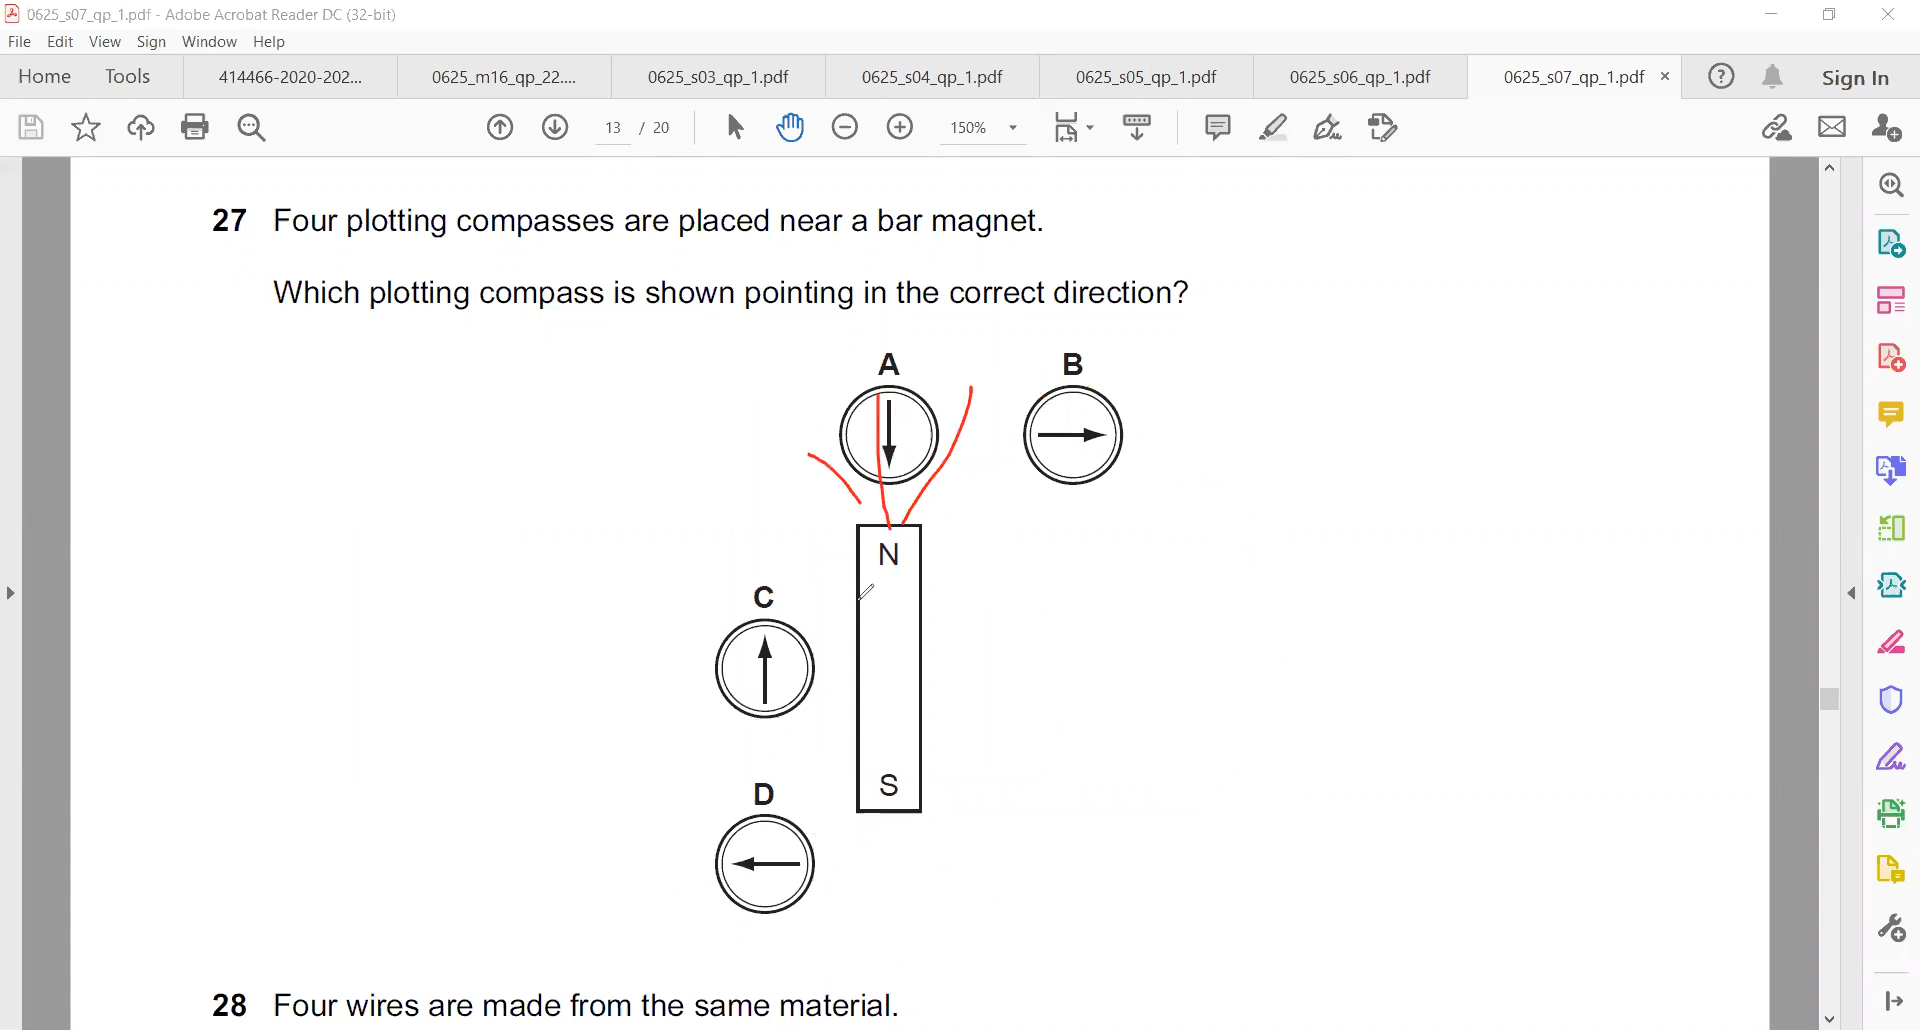 0625_s07_qp_1.pdf - Adobe Acrobat Reader DC (32-bit)
File Edit View Sign Window Help
Home Tools 414466-2020-202... 0625_m16_qp_22.... 0625_s03_qp_1.pdf 0625_s04_qp_1.pdf 0625_s05_qp_1.pdf 0625_s06_qp_1.pdf 0625_s07_qp_1.pdf × ? Sign In
13 / 20 150%
27 Four plotting compasses are placed near a bar magnet.
Which plotting compass is shown pointing in the correct direction?
A B
N
C
S
D
28 Four wires are made from the same material.